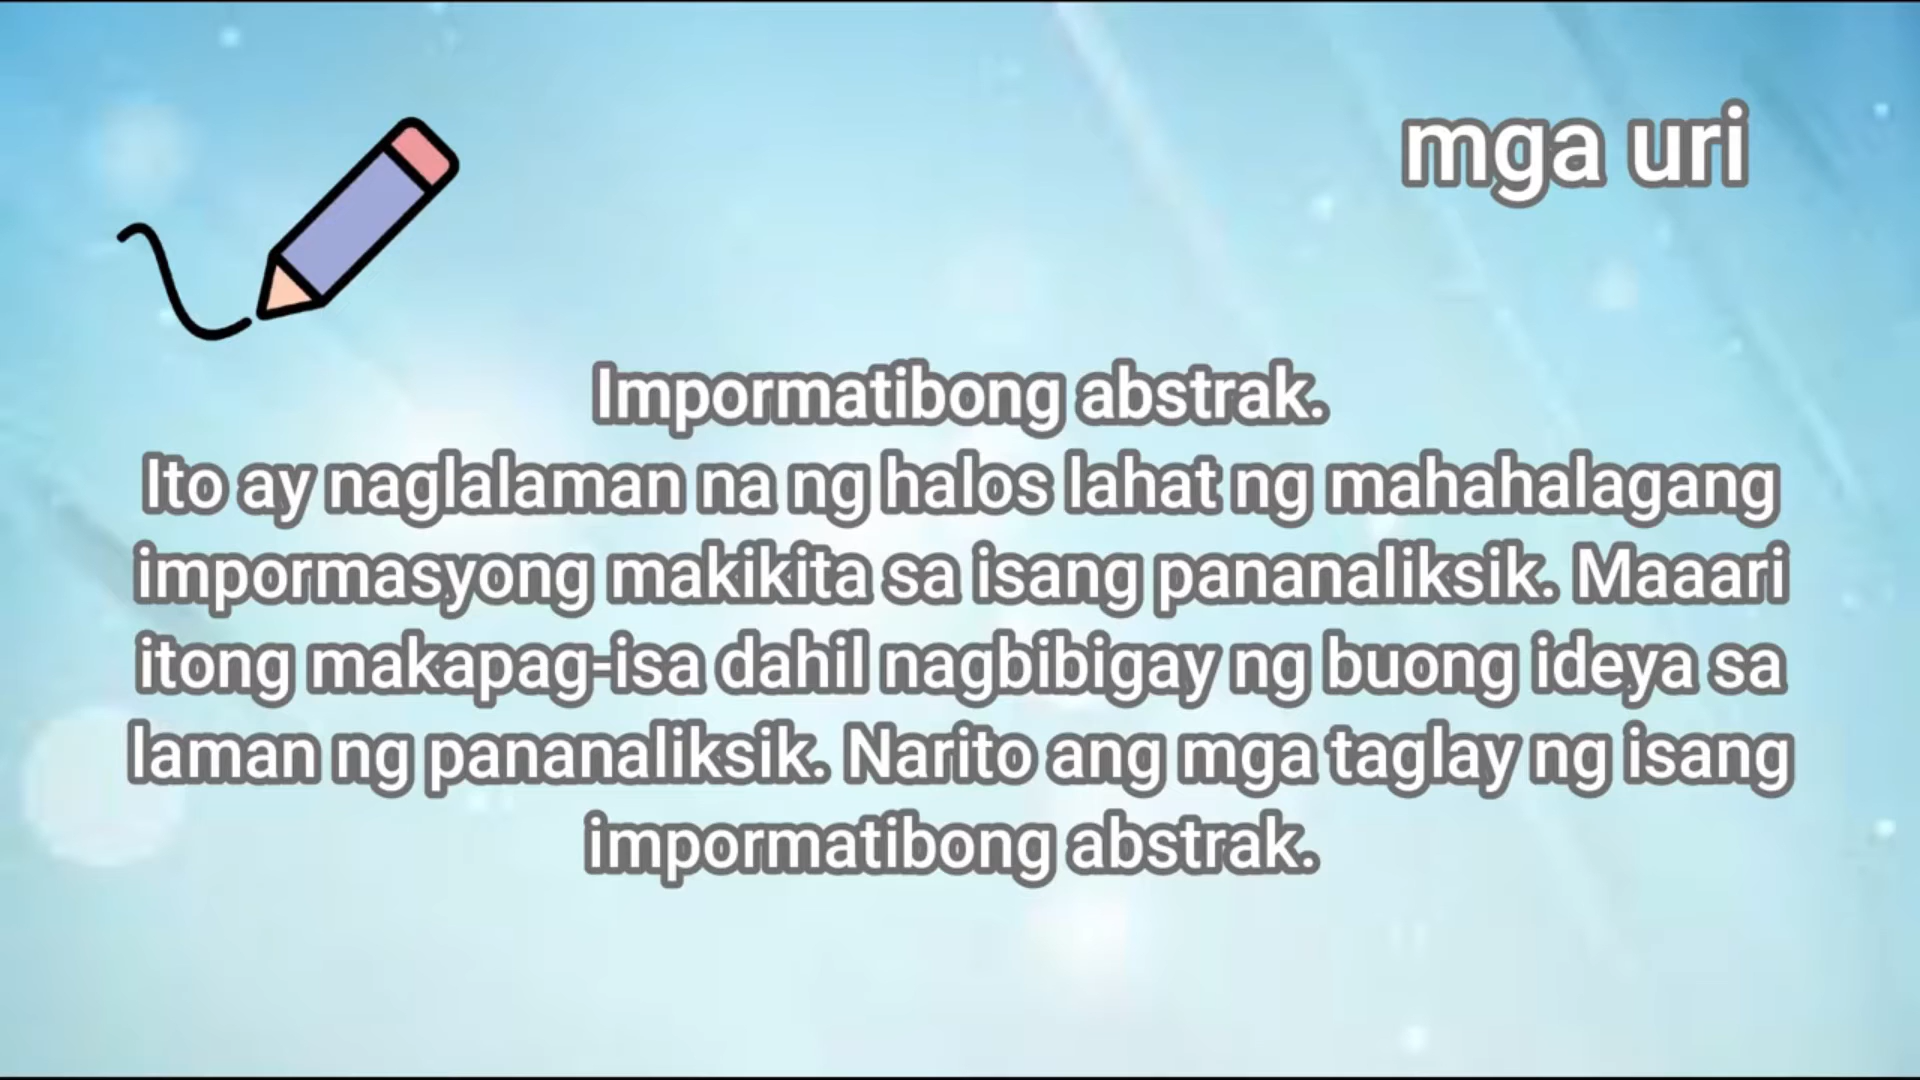 mga uri
Impormatibong abstrak.
Ito ay naglalaman na ng halos lahat ng mahahalagang
impormasyong makikita sa isang pananaliksik. Maaari
itong makapag-isa dahil nagbibigay ng buong ideya sa
laman ng pananaliksik. Narito ang mga taglay ng isang
impormatibong abstrak.